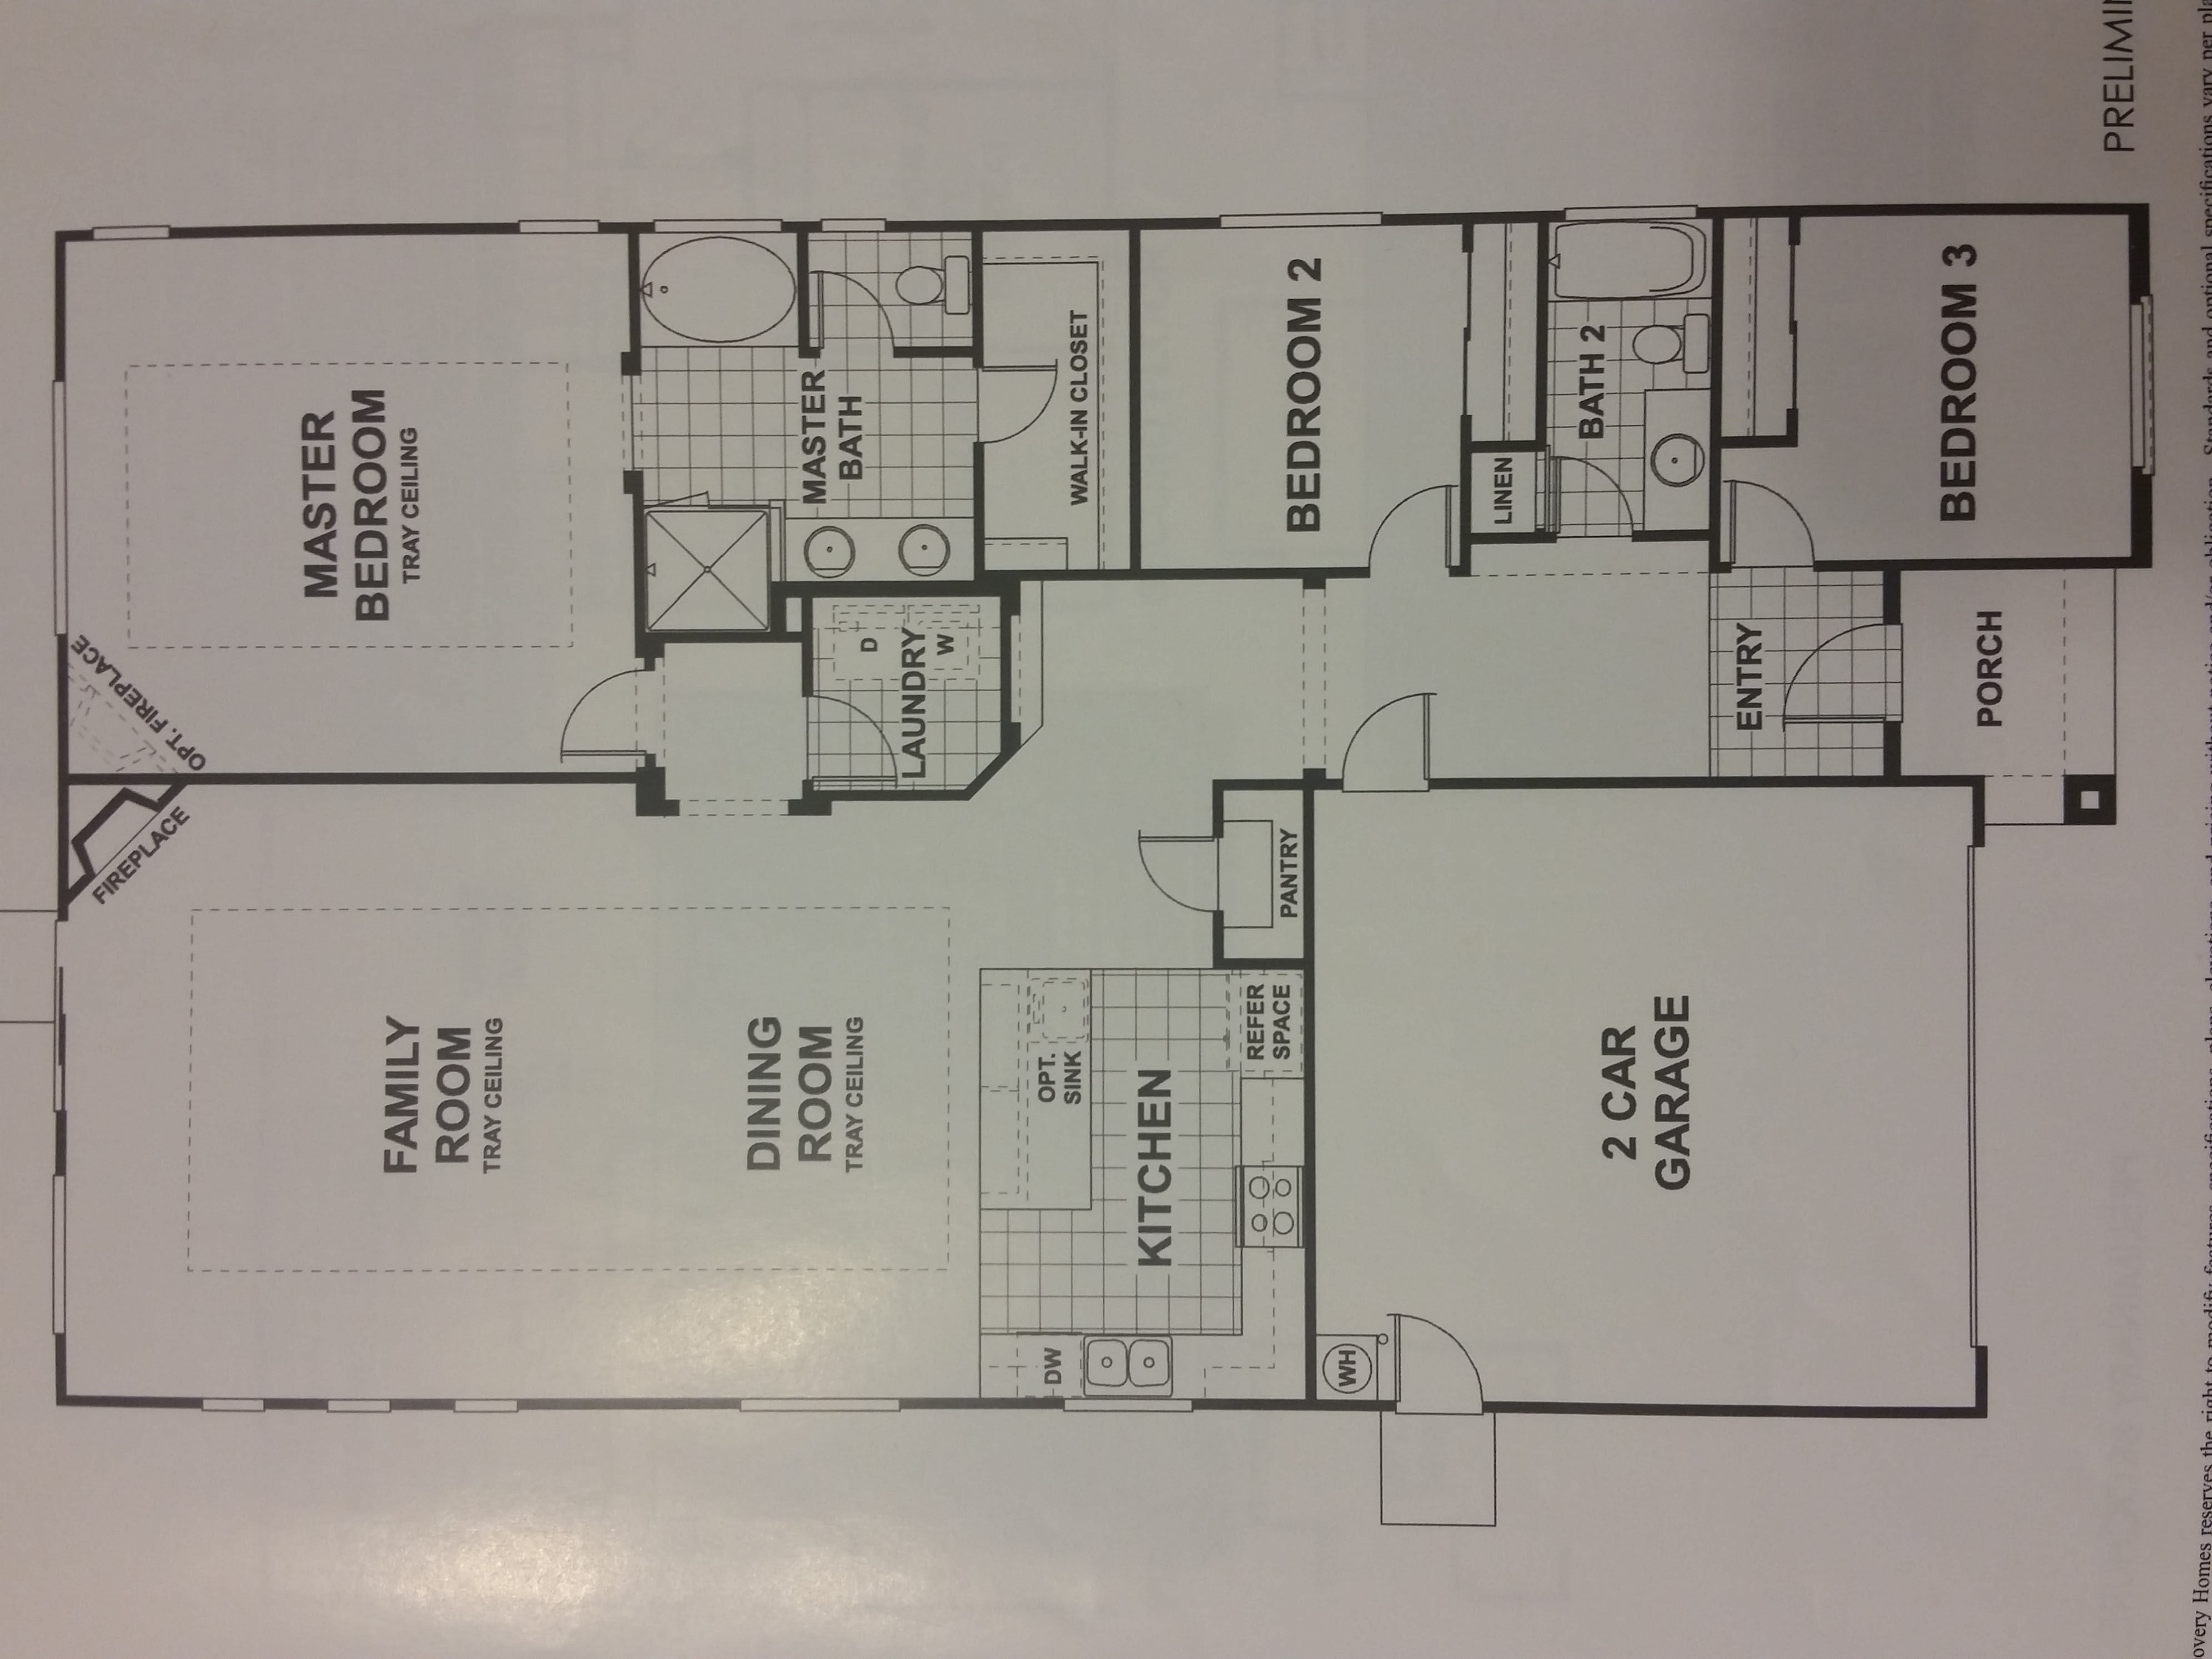 FAMILY
ROOM
TRAY CEILING
FIREPLACE
OPT. FIREPLACE
MASTER
BEDROOM
TRAY CEILING
DINING
ROOM
TRAY CEILING
LAUNDRY
D
W
MASTER
BATH
WALK-IN CLOSET
DW
OPT.
SINK
KITCHEN
REFER
SPACE
PANTRY
WH
BEDROOM 2
LINEN
BATH 2
2 CAR
GARAGE
ENTRY
PORCH
BEDROOM 3
PRELIMI
overy Homes reserves the right to modify features, specifications, plans, elevations, and pricing without notice and/or obligation. Standards and optional specifications vary per pla